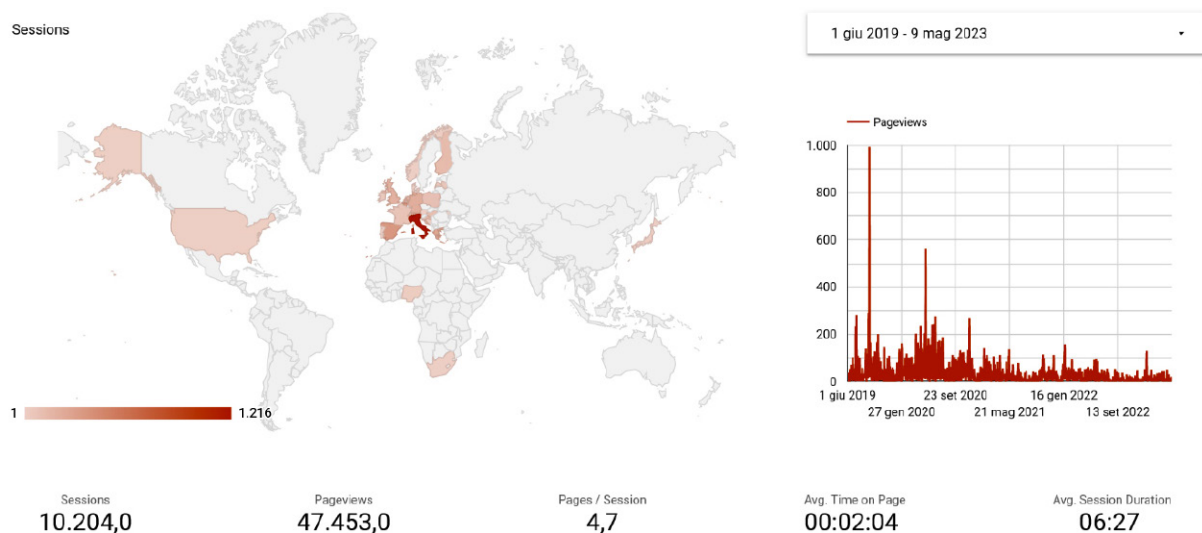 Sessions
1 giu 2019 - 9 mag 2023
Pageviews
1.000
800
600
400
200
0
1 giu 2019
23 set 2020
16 gen 2022
27 gen 2020
21 mag 2021
13 set 2022
1
1.216
Sessions
Pageviews
Pages / Session
Avg. Time on Page
Avg. Session Duration
10.204,0
47.453,0
4,7
00:02:04
06:27